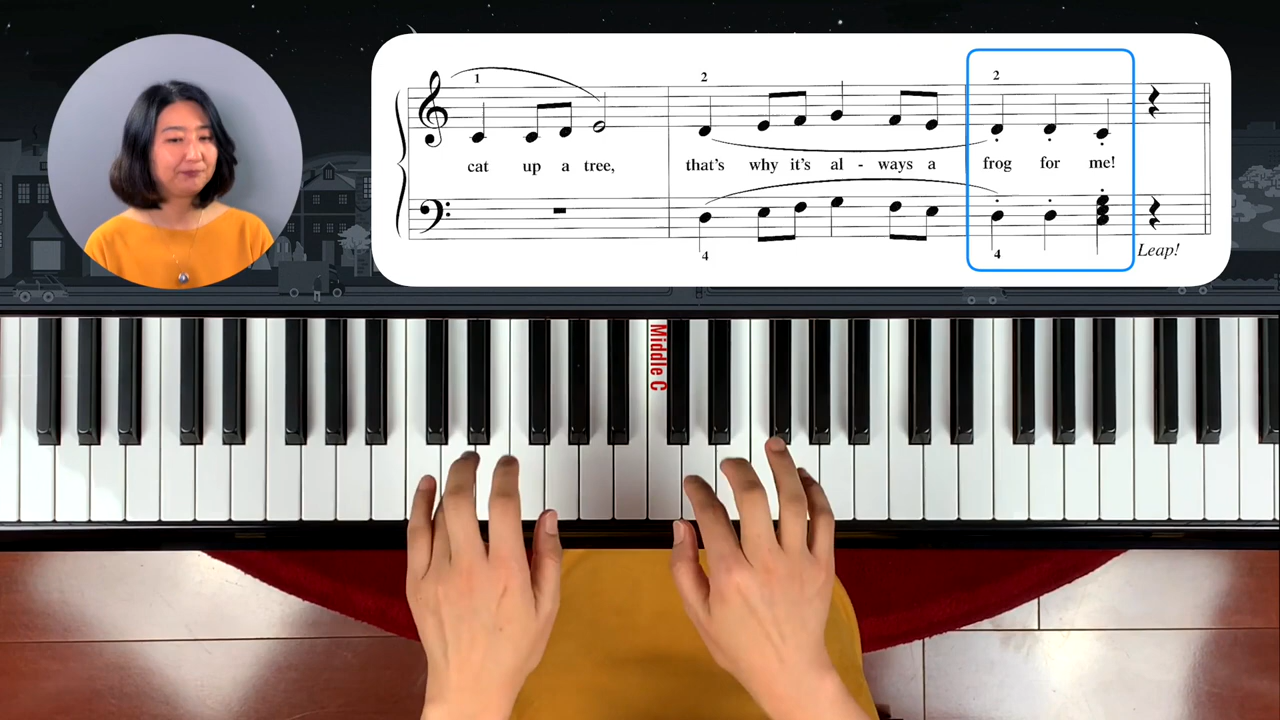 1 2 2
cat up a tree, that's why it's al - ways a frog for me!
4 4 Leap!
Middle C